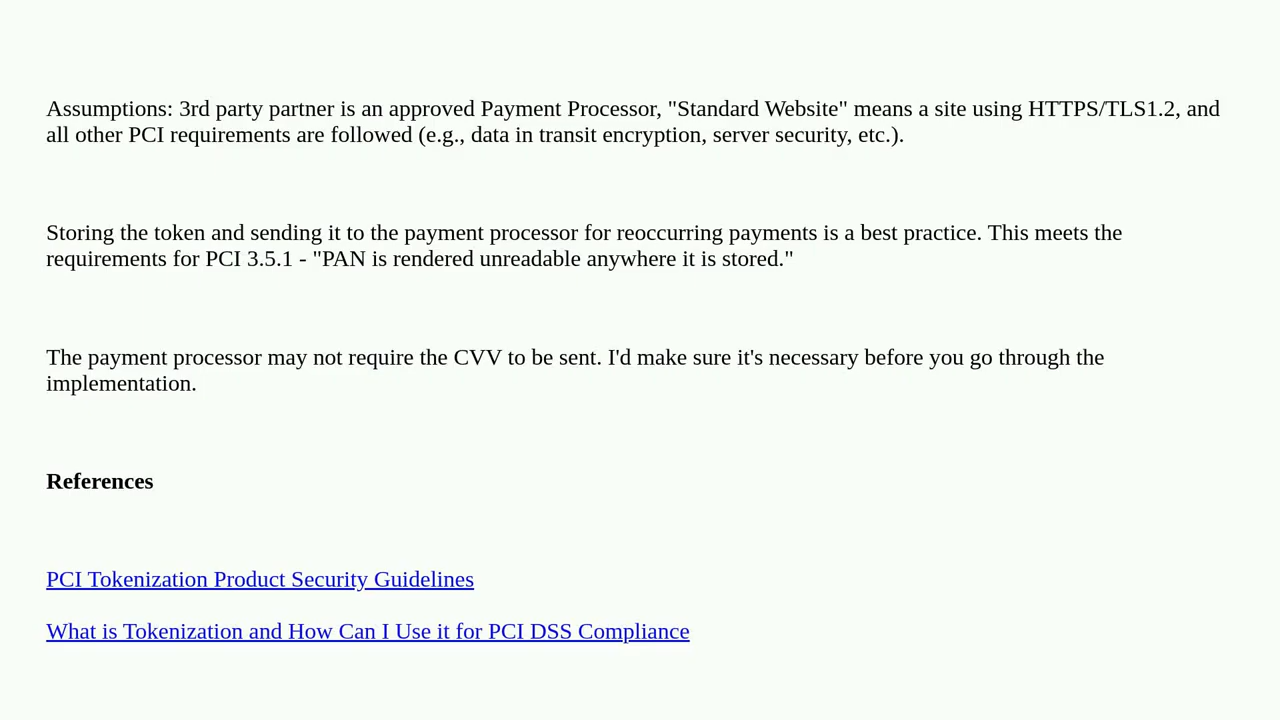 Assumptions: 3rd party partner is an approved Payment Processor, "Standard Website" means a site using HTTPS/TLS1.2, and
all other PCI requirements are followed (e.g., data in transit encryption, server security, etc.).
Storing the token and sending it to the payment processor for reoccurring payments is a best practice. This meets the
requirements for PCI 3.5.1 - "PAN is rendered unreadable anywhere it is stored."
The payment processor may not require the CVV to be sent. I'd make sure it's necessary before you go through the
implementation.
References
PCI Tokenization Product Security Guidelines
What is Tokenization and How Can I Use it for PCI DSS Compliance